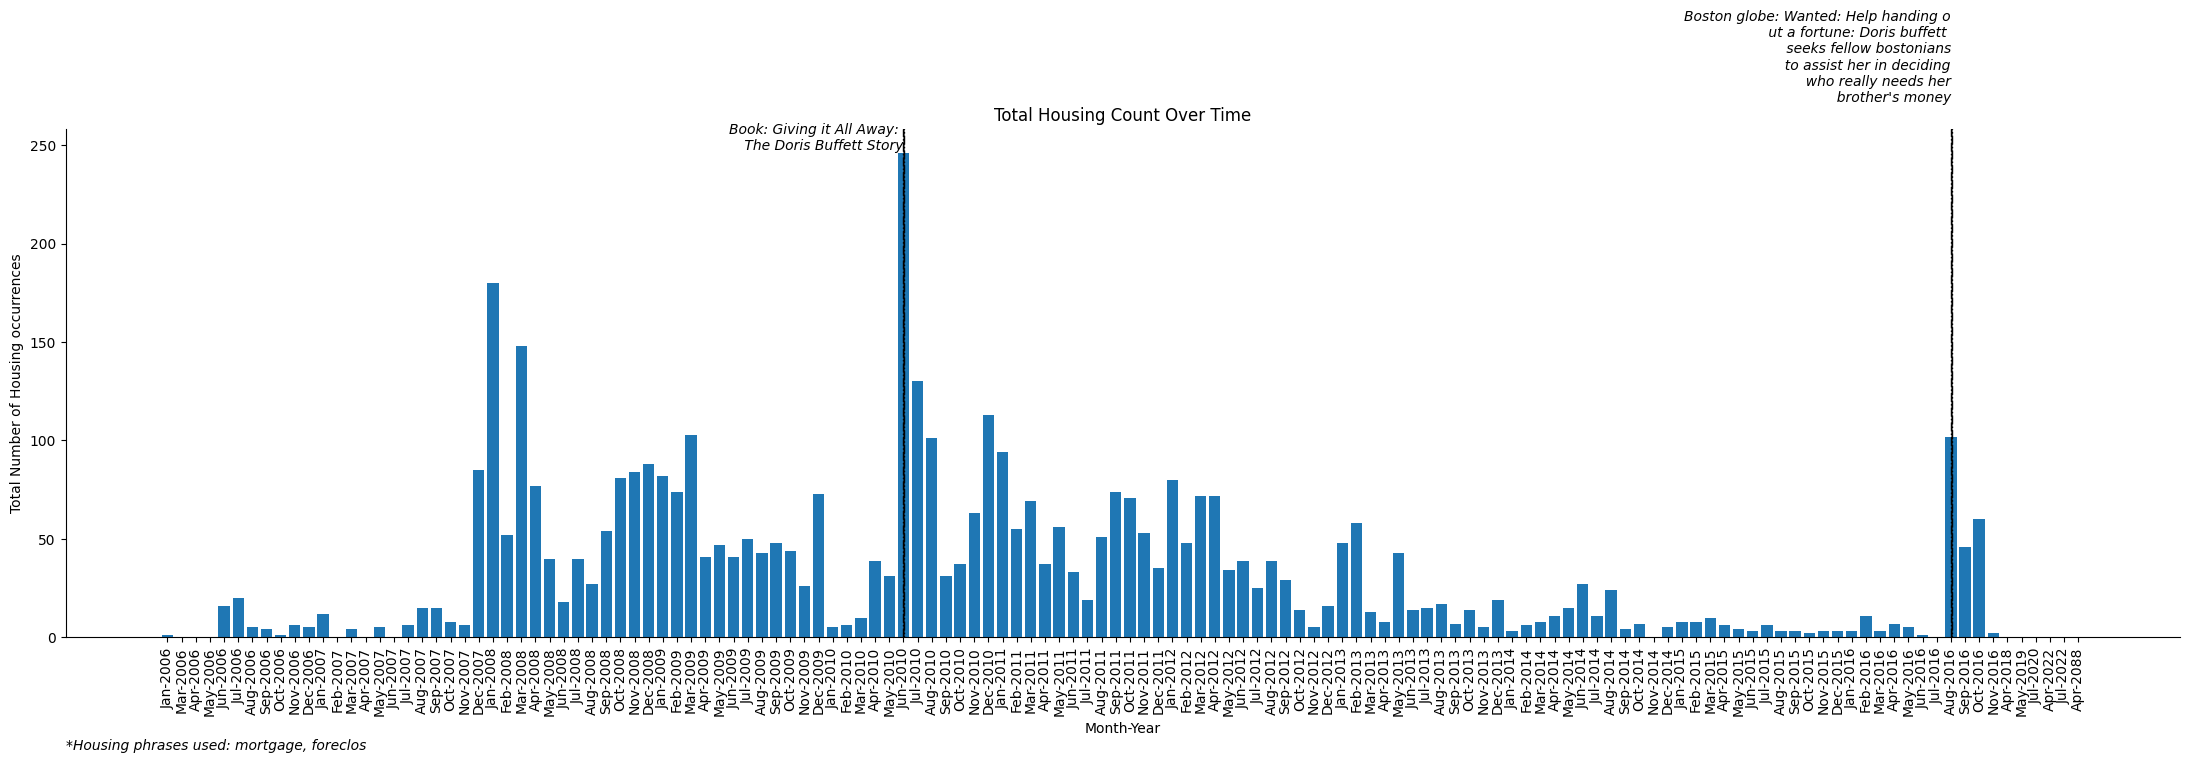 Boston globe: Wanted: Help handing o
ut a fortune: Doris buffett
seeks fellow bostonians
to assist her in deciding
who really needs her
brother's money
Total Housing Count Over Time
Book: Giving it All Away:
The Doris Buffett Story
Total Number of Housing occurrences
250
200
150
100
50
0
Jan-2006
Mar-2006
Apr-2006
May-2006
Jun-2006
Jul-2006
Aug-2006
Sep-2006
Oct-2006
Nov-2006
Dec-2006
Jan-2007
Feb-2007
Mar-2007
Apr-2007
May-2007
Jun-2007
Jul-2007
Aug-2007
Sep-2007
Oct-2007
Nov-2007
Dec-2007
Jan-2008
Feb-2008
Mar-2008
Apr-2008
May-2008
Jun-2008
Jul-2008
Aug-2008
Sep-2008
Oct-2008
Nov-2008
Dec-2008
Jan-2009
Feb-2009
Mar-2009
Apr-2009
May-2009
Jun-2009
Jul-2009
Aug-2009
Sep-2009
Oct-2009
Nov-2009
Dec-2009
Jan-2010
Feb-2010
Mar-2010
Apr-2010
May-2010
Jun-2010
Jul-2010
Aug-2010
Sep-2010
Oct-2010
Nov-2010
Dec-2010
Jan-2011
Feb-2011
Mar-2011
Apr-2011
May-2011
Jun-2011
Jul-2011
Aug-2011
Sep-2011
Oct-2011
Nov-2011
Dec-2011
Jan-2012
Feb-2012
Mar-2012
Apr-2012
May-2012
Jun-2012
Jul-2012
Aug-2012
Sep-2012
Oct-2012
Nov-2012
Dec-2012
Jan-2013
Feb-2013
Mar-2013
Apr-2013
May-2013
Jun-2013
Jul-2013
Aug-2013
Sep-2013
Oct-2013
Nov-2013
Dec-2013
Jan-2014
Feb-2014
Mar-2014
Apr-2014
May-2014
Jun-2014
Jul-2014
Aug-2014
Sep-2014
Oct-2014
Nov-2014
Dec-2014
Jan-2015
Feb-2015
Mar-2015
Apr-2015
May-2015
Jun-2015
Jul-2015
Aug-2015
Sep-2015
Oct-2015
Nov-2015
Dec-2015
Jan-2016
Feb-2016
Mar-2016
Apr-2016
May-2016
Jun-2016
Jul-2016
Aug-2016
Sep-2016
Oct-2016
Nov-2016
Apr-2018
May-2019
Jul-2020
Apr-2022
Jul-2022
Apr-2088
Month-Year
*Housing phrases used: mortgage, foreclos